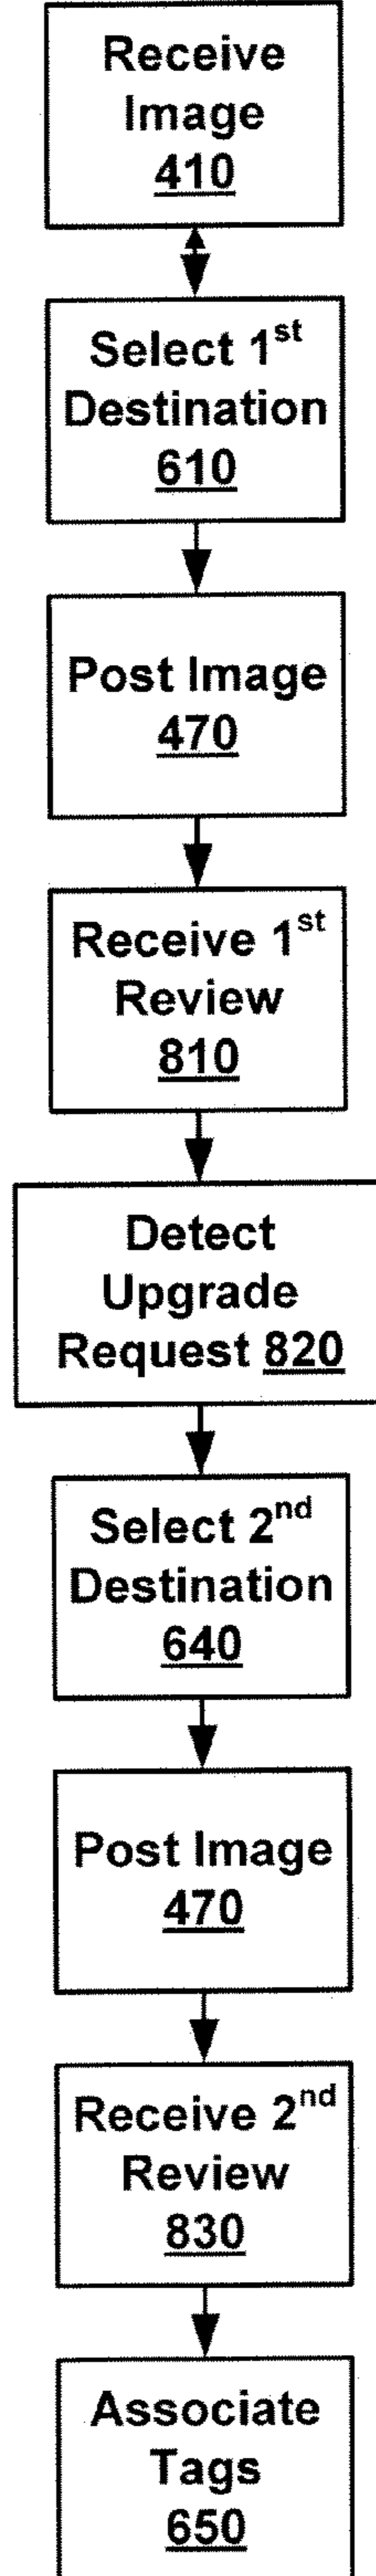 Receive
Image
410
Select 1st
Destination
610
Post Image
470
Receive 1st
Review
810
Detect
Upgrade
Request 820
Select 2nd
Destination
640
Post Image
470
Receive 2nd
Review
830
Associate
Tags
650